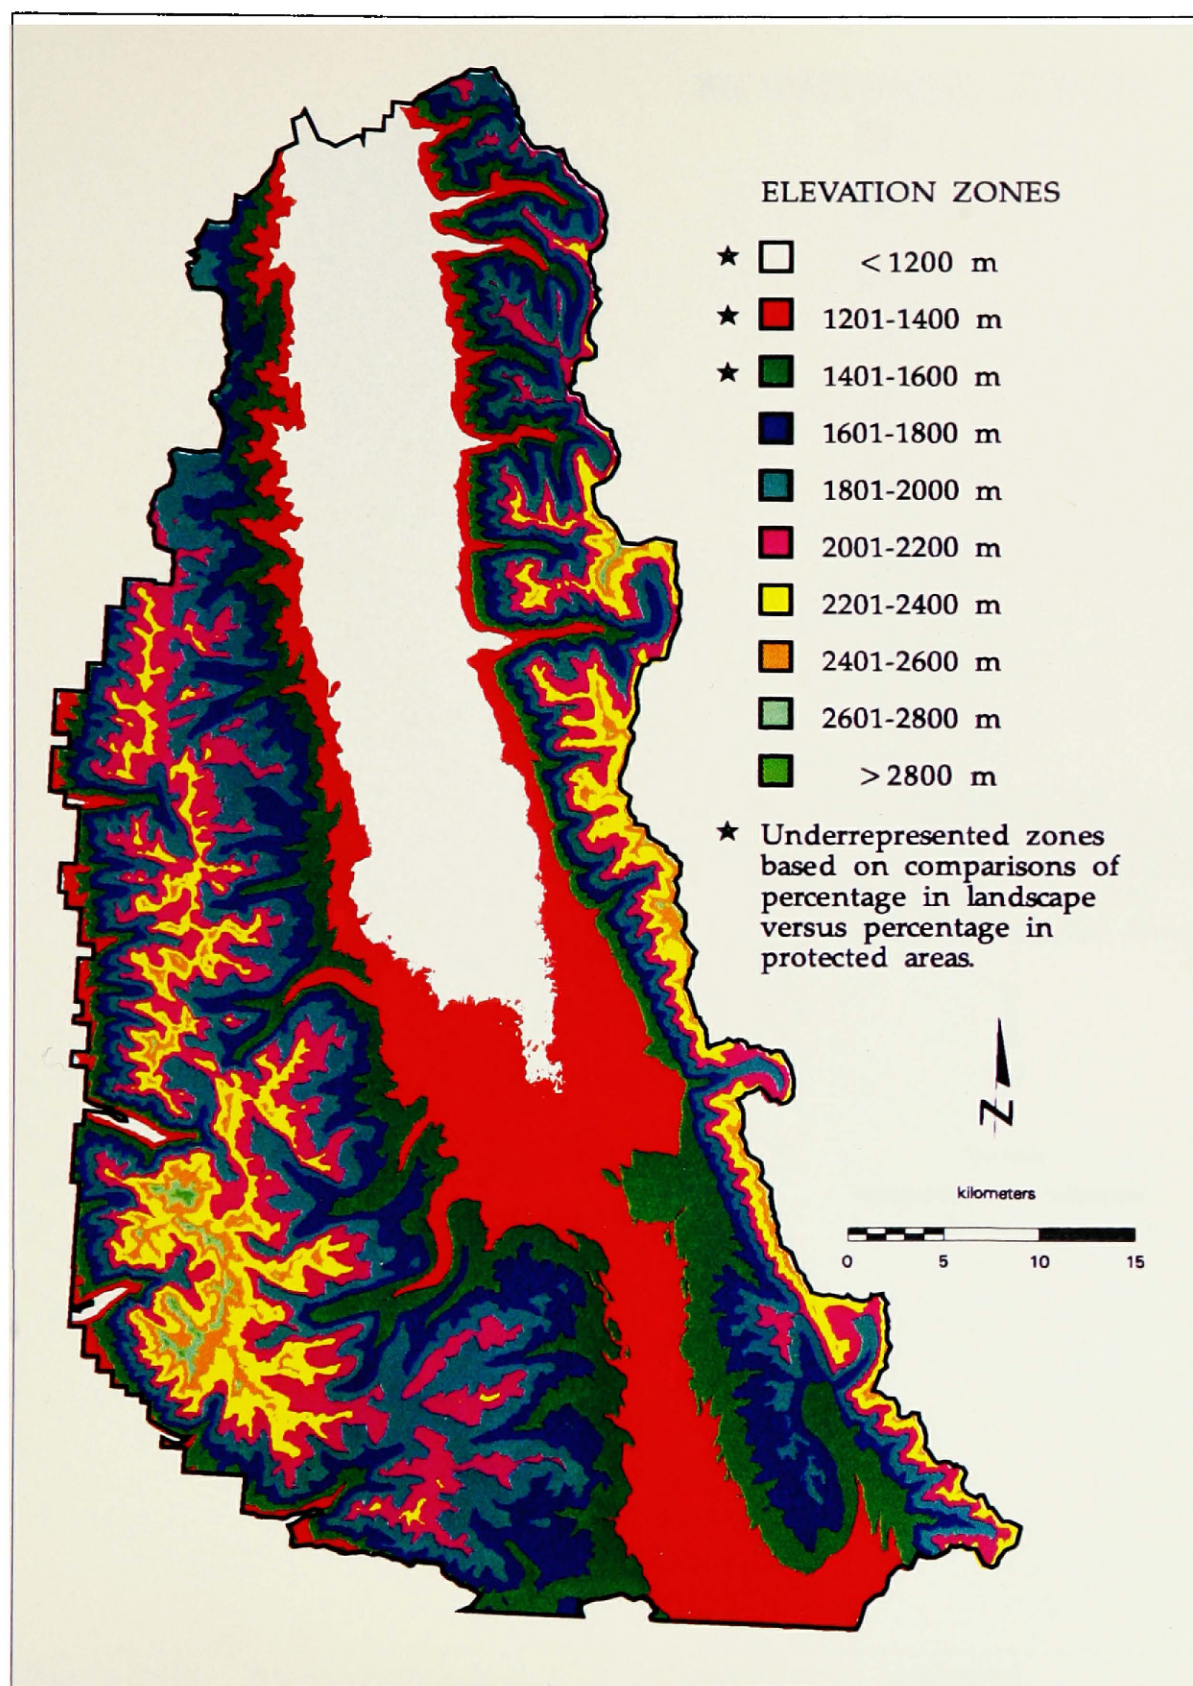 ELEVATION ZONES
★ < 1200 m
★ 1201-1400 m
★ 1401-1600 m
1601-1800 m
1801-2000 m
2001-2200 m
2201-2400 m
2401-2600 m
2601-2800 m
> 2800 m
★ Underrepresented zones
based on comparisons of
percentage in landscape
versus percentage in
protected areas.
N
kilometers
0 5 10 15